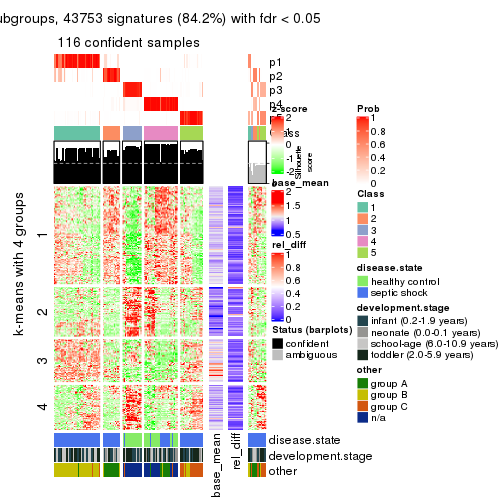 ubgroups, 43753 signatures (84.2%) with fdr < 0.05
116 confident samples
p1
p2
p3
p4
p5
Class
1
2
3
4
k-means with 4 groups
Silhouette
score
z-score
2
1
0
-1
-2
base_mean
2
1.5
1
0.5
rel_diff
1
0.8
0.6
0.4
0.2
0
Status (barplots)
confident
ambiguous
Prob
1
0.8
0.6
0.4
0.2
0
Class
1
2
3
4
5
disease.state
healthy control
septic shock
development.stage
infant (0.2-1.9 years)
neonate (0.0-0.1 years)
school-age (6.0-10.9 years)
toddler (2.0-5.9 years)
other
group A
group B
group C
n/a
disease.state
development.stage
other
base_mean
rel_diff